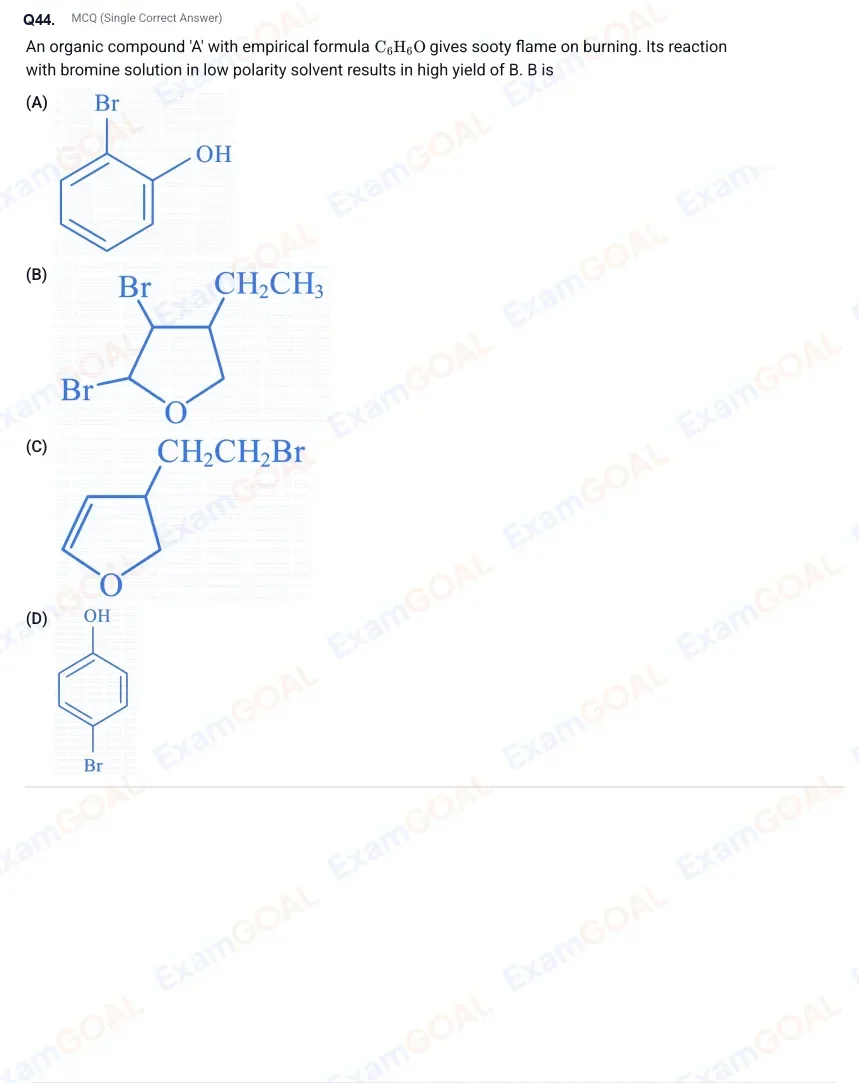 Q44. MCQ (Single Correct Answer)
An organic compound 'A' with empirical formula C₆H₆O gives sooty flame on burning. Its reaction
with bromine solution in low polarity solvent results in high yield of B. B is
(A)
Br
OH
(B)
Br
CH₂CH₃
Br
O
(C)
CH₂CH₂Br
O
(D)
OH
Br
ExamGOAL